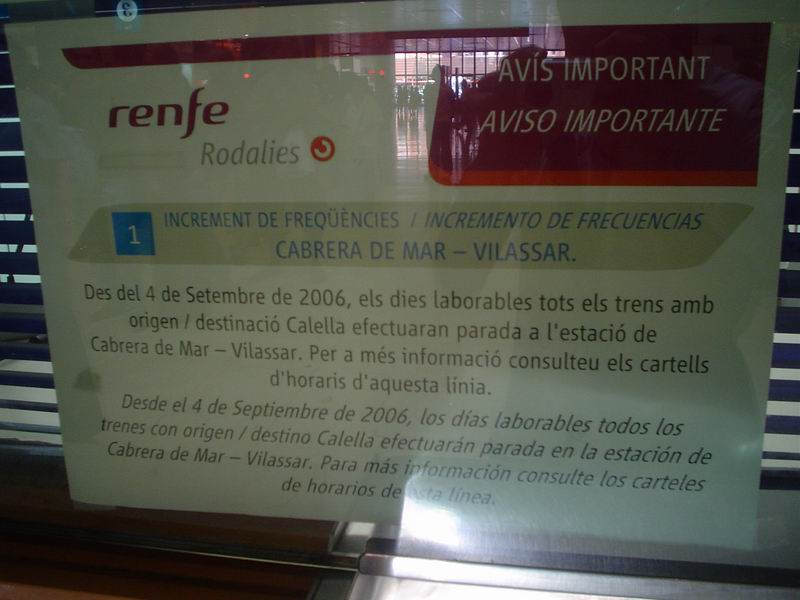 renfe
Rodalies
AVÍS IMPORTANT
AVISO IMPORTANTE
1 INCREMENT DE FREQÜÈNCIES / INCREMENTO DE FRECUENCIAS
CABRERA DE MAR – VILASSAR.
Des del 4 de Setembre de 2006, els dies laborables tots els trens amb
origen / destinació Calella efectuaran parada a l'estació de
Cabrera de Mar – Vilassar. Per a més informació consulteu els cartells
d'horaris d'aquesta línia.
Desde el 4 de Septiembre de 2006, los días laborables todos los
trenes con origen / destino Calella efectuarán parada en la estación de
Cabrera de Mar – Vilassar. Para más información consulte los carteles
de horarios de esta línea.